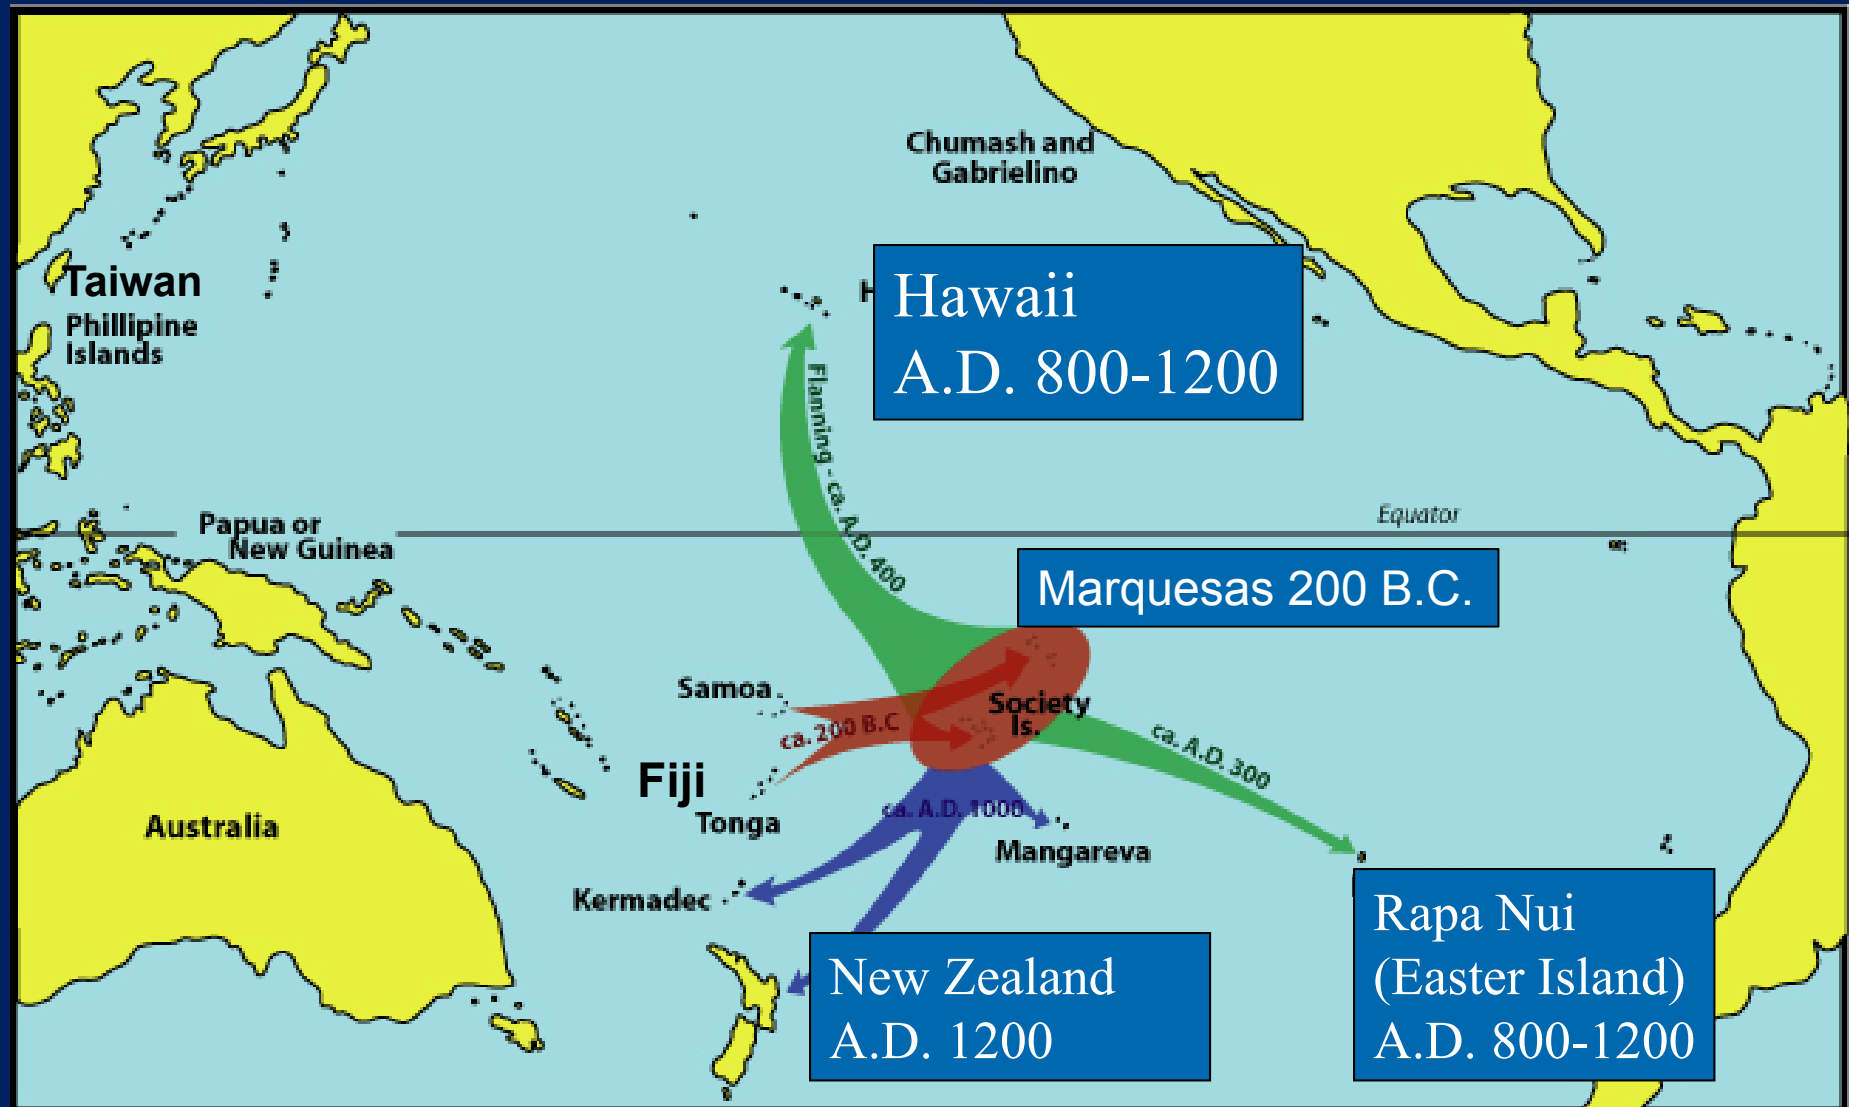 Chumash and
Gabrielino
Taiwan
Phillipine
Islands
H
Hawaii
A.D. 800-1200
Flanning - ca. A.D. 400
Equator
Papua or
New Guinea
Marquesas 200 B.C.
Samoa
Society
Is.
ca. 200 B.C
ca. A.D. 300
Fiji
Tonga
ca. A.D. 1000
Australia
Mangareva
Kermadec
Rapa Nui
(Easter Island)
A.D. 800-1200
New Zealand
A.D. 1200